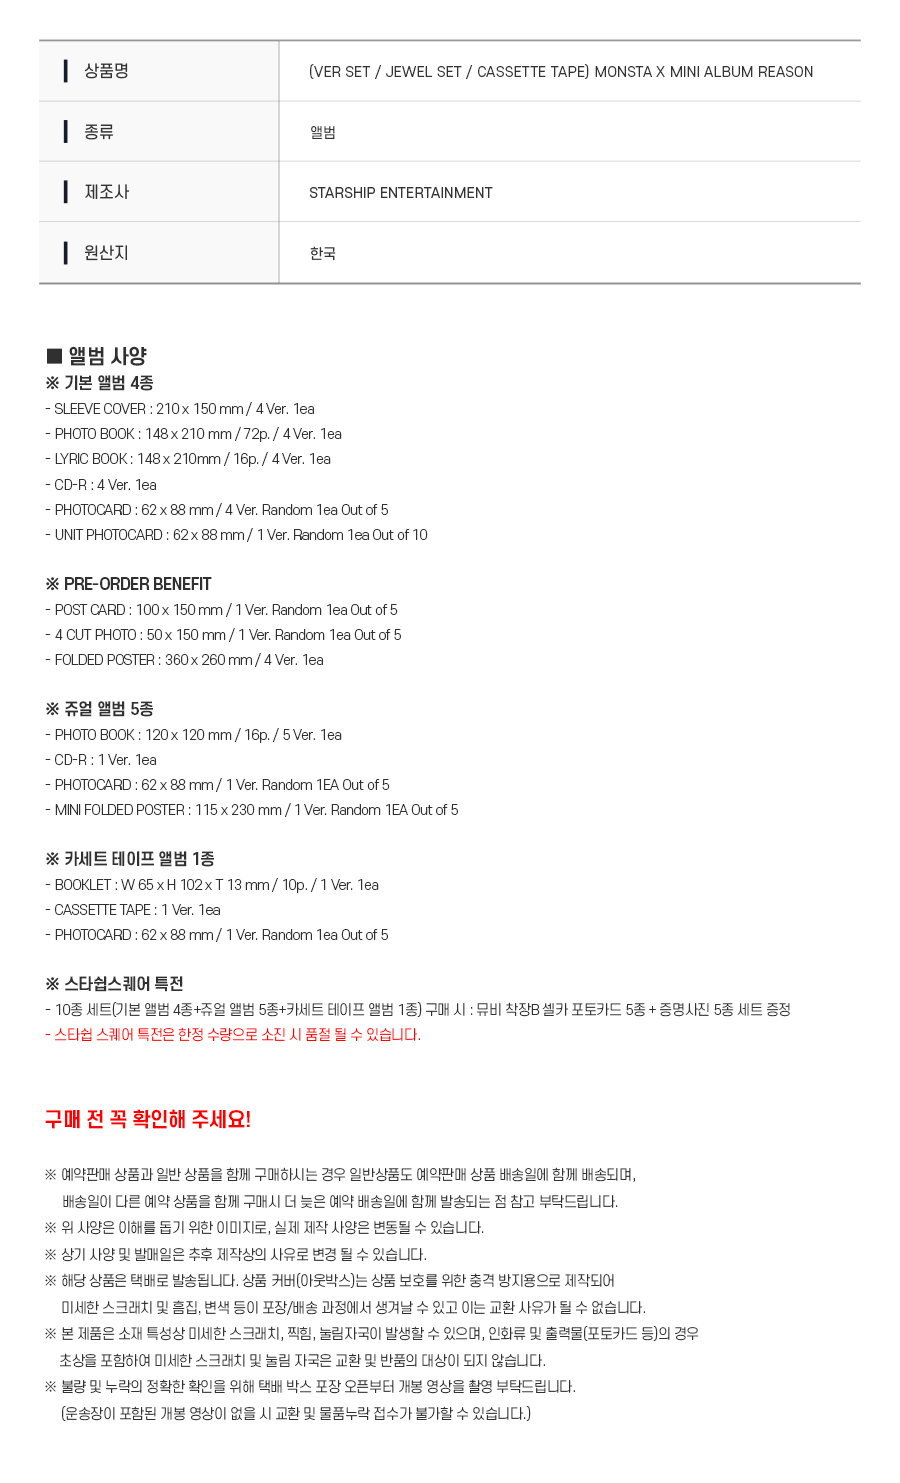 상품명 (VER SET / JEWEL SET / CASSETTE TAPE) MONSTA X MINI ALBUM REASON
종류 앨범
제조사 STARSHIP ENTERTAINMENT
원산지 한국
■ 앨범 사양
※ 기본 앨범 4종
- SLEEVE COVER : 210 x 150 mm / 4 Ver. 1ea
- PHOTO BOOK : 148 x 210 mm / 72p. / 4 Ver. 1ea
- LYRIC BOOK : 148 x 210mm / 16p. / 4 Ver. 1ea
- CD-R : 4 Ver. 1ea
- PHOTOCARD : 62 x 88 mm / 4 Ver. Random 1ea Out of 5
- UNIT PHOTOCARD : 62 x 88 mm / 1 Ver. Random 1ea Out of 10
※ PRE-ORDER BENEFIT
- POST CARD : 100 x 150 mm / 1 Ver. Random 1ea Out of 5
- 4 CUT PHOTO : 50 x 150 mm / 1 Ver. Random 1ea Out of 5
- FOLDED POSTER : 360 x 260 mm / 4 Ver. 1ea
※ 쥬얼 앨범 5종
- PHOTO BOOK : 120 x 120 mm / 16p. / 5 Ver. 1ea
- CD-R : 1 Ver. 1ea
- PHOTOCARD : 62 x 88 mm / 1 Ver. Random 1EA Out of 5
- MINI FOLDED POSTER : 115 x 230 mm / 1 Ver. Random 1EA Out of 5
※ 카세트 테이프 앨범 1종
- BOOKLET : W 65 x H 102 x T 13 mm / 10p. / 1 Ver. 1ea
- CASSETTE TAPE : 1 Ver. 1ea
- PHOTOCARD : 62 x 88 mm / 1 Ver. Random 1ea Out of 5
※ 스타쉽스퀘어 특전
- 10종 세트(기본 앨범 4종+쥬얼 앨범 5종+카세트 테이프 앨범 1종) 구매 시 : 뮤비 착장B 셀카 포토카드 5종 + 증명사진 5종 세트 증정
- 스타쉽 스퀘어 특전은 한정 수량으로 소진 시 품절 될 수 있습니다.
구매 전 꼭 확인해 주세요!
※ 예약판매 상품과 일반 상품을 함께 구매하시는 경우 일반상품도 예약판매 상품 배송일에 함께 배송되며,
배송일이 다른 예약 상품을 함께 구매시 더 늦은 예약 배송일에 함께 발송되는 점 참고 부탁드립니다.
※ 위 사양은 이해를 돕기 위한 이미지로, 실제 제작 사양은 변동될 수 있습니다.
※ 상기 사양 및 발매일은 추후 제작상의 사유로 변경 될 수 있습니다.
※ 해당 상품은 택배로 발송됩니다. 상품 커버(아웃박스)는 상품 보호를 위한 충격 방지용으로 제작되어
미세한 스크래치 및 흠집, 변색 등이 포장/배송 과정에서 생겨날 수 있고 이는 교환 사유가 될 수 없습니다.
※ 본 제품은 소재 특성상 미세한 스크래치, 찍힘, 눌림자국이 발생할 수 있으며, 인화류 및 출력물(포토카드 등)의 경우
초상을 포함하여 미세한 스크래치 및 눌림 자국은 교환 및 반품의 대상이 되지 않습니다.
※ 불량 및 누락의 정확한 확인을 위해 택배 박스 포장 오픈부터 개봉 영상을 촬영 부탁드립니다.
(운송장이 포함된 개봉 영상이 없을 시 교환 및 물품누락 접수가 불가할 수 있습니다.)